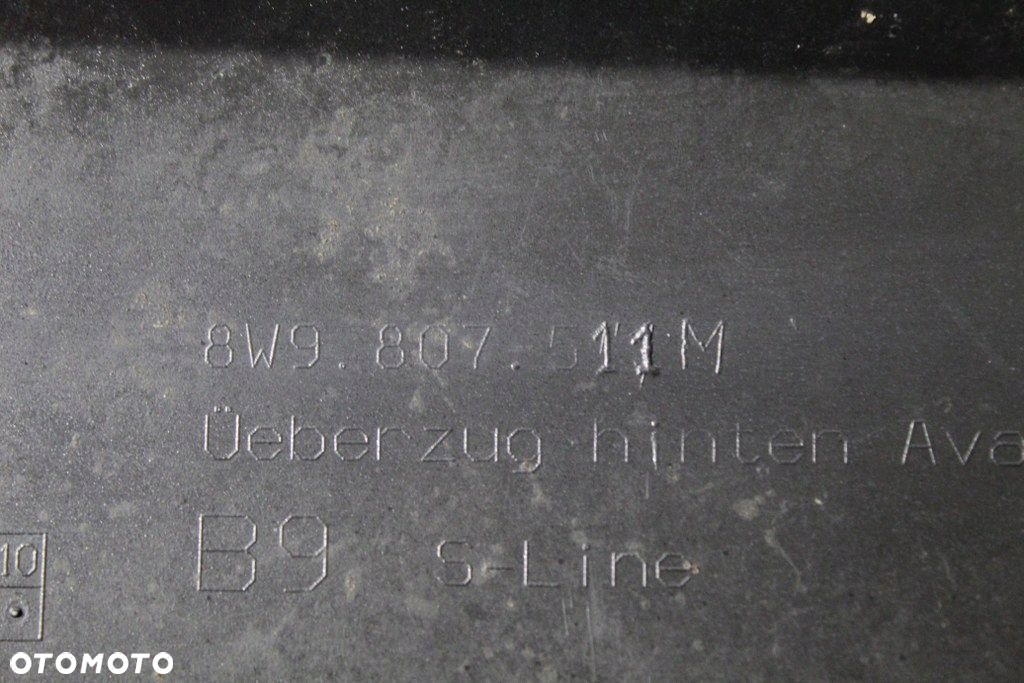 8W9.807.511M
Üeberzug hinten Ava
B9 S-Line
10
OTOMOTO